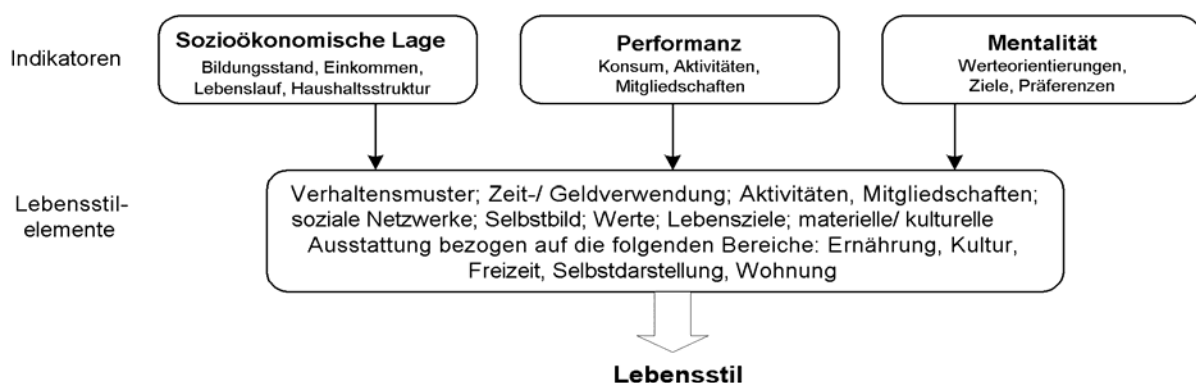 Indikatoren
Sozioökonomische Lage
Bildungsstand, Einkommen,
Lebenslauf, Haushaltsstruktur
Performanz
Konsum, Aktivitäten,
Mitgliedschaften
Mentalität
Werteorientierungen,
Ziele, Präferenzen
Lebensstil-
elemente
Verhaltensmuster; Zeit-/ Geldverwendung; Aktivitäten, Mitgliedschaften;
soziale Netzwerke; Selbstbild; Werte; Lebensziele; materielle/ kulturelle
Ausstattung bezogen auf die folgenden Bereiche: Ernährung, Kultur,
Freizeit, Selbstdarstellung, Wohnung
Lebensstil